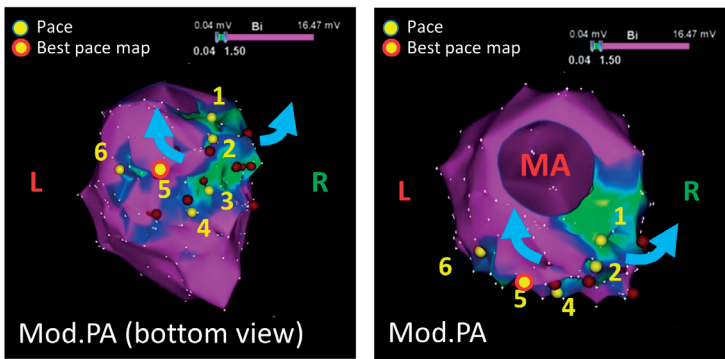 Pace
Best pace map
0.04 mV Bi 16.47 mV
0.04 1.50
1
2
6
5
3
4
L
R
Mod.PA (bottom view)
Pace
Best pace map
0.04 mV Bi 16.47 mV
0.04 1.50
MA
L
R
1
6
2
5
4
Mod.PA